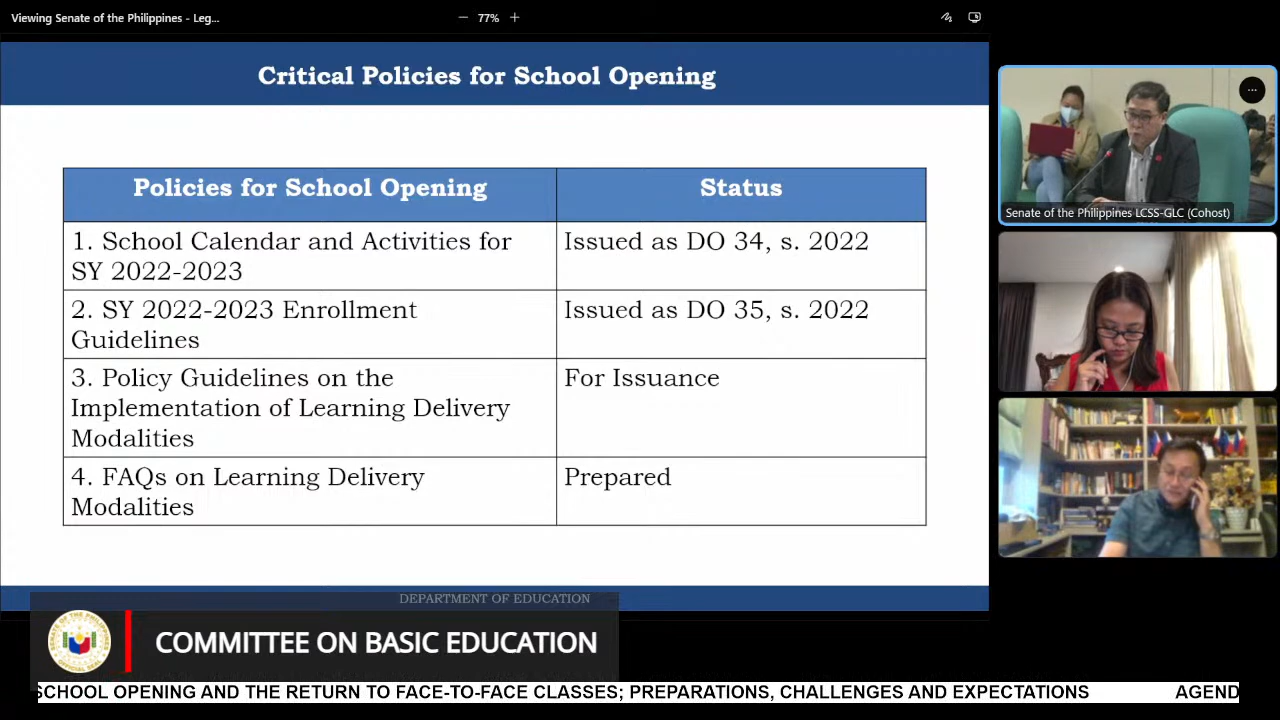 Viewing Senate of the Philippines - Leg...
77%
Critical Policies for School Opening
Policies for School Opening
Status
1. School Calendar and Activities for
SY 2022-2023
Issued as DO 34, s. 2022
2. SY 2022-2023 Enrollment
Guidelines
Issued as DO 35, s. 2022
3. Policy Guidelines on the
Implementation of Learning Delivery
Modalities
For Issuance
4. FAQs on Learning Delivery
Modalities
Prepared
DEPARTMENT OF EDUCATION
Senate of the Philippines LCSS-GLC (Cohost)
COMMITTEE ON BASIC EDUCATION
SCHOOL OPENING AND THE RETURN TO FACE-TO-FACE CLASSES; PREPARATIONS, CHALLENGES AND EXPECTATIONS AGEND